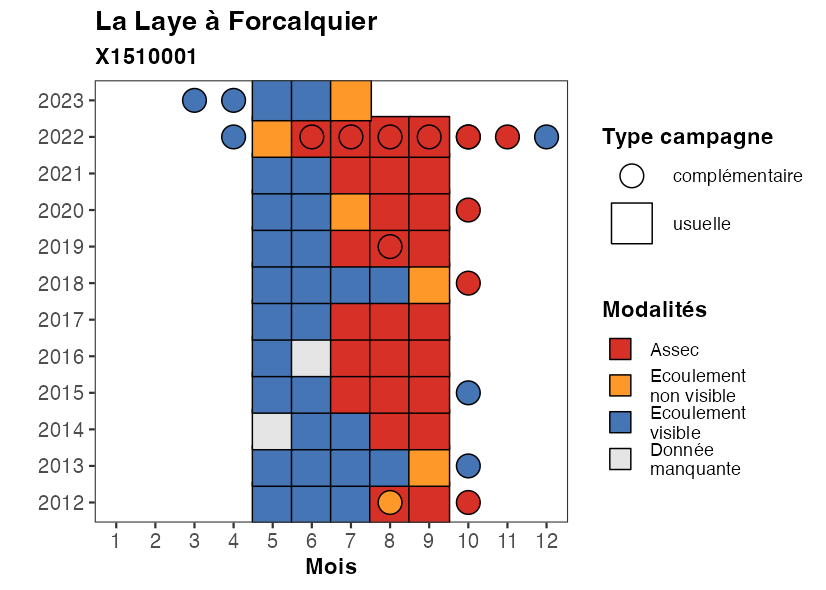 La Laye à Forcalquier
X1510001
2023
2022
2021
2020
2019
2018
2017
2016
2015
2014
2013
2012
1 2 3 4 5 6 7 8 9 10 11 12
Mois
Type campagne
complémentaire
usuelle
Modalités
Assec
Ecoulement
non visible
Ecoulement
visible
Donnée
manquante